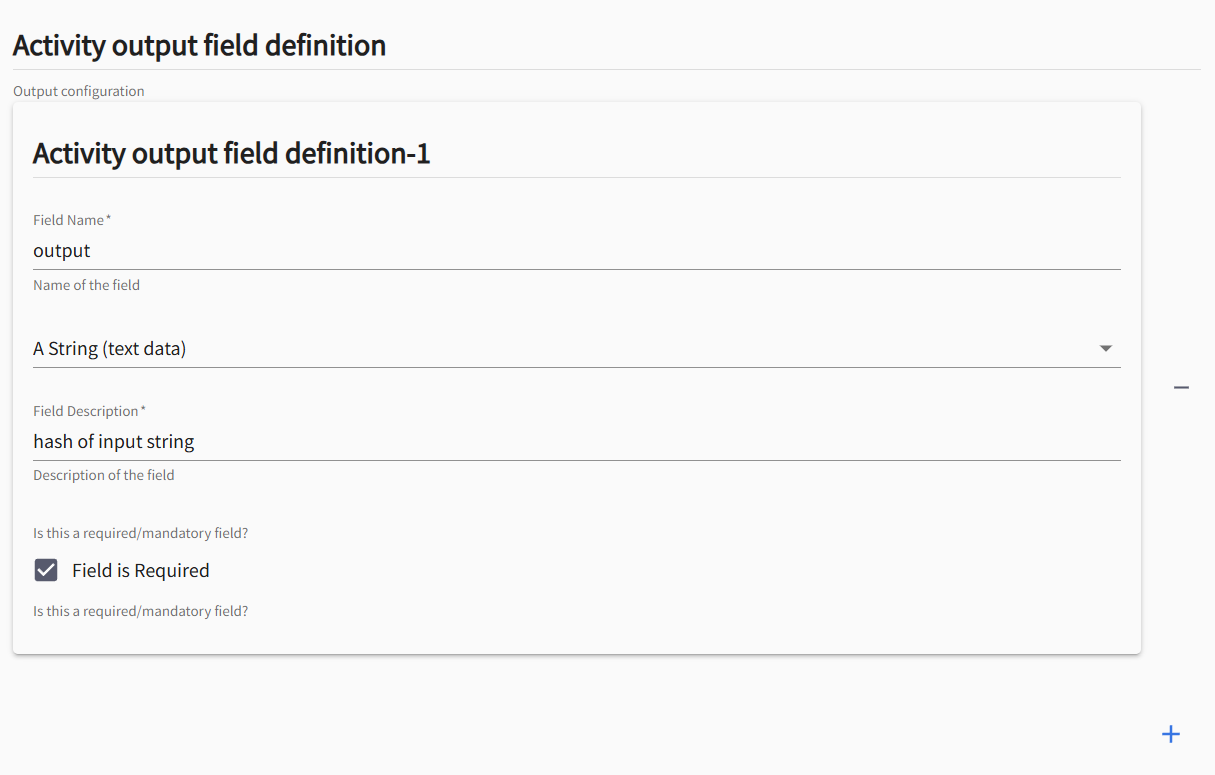 Activity output field definition
Output configuration
Activity output field definition-1
Field Name *
output
Name of the field
A String (text data)
Field Description *
hash of input string
Description of the field
Is this a required/mandatory field?
Field is Required
Is this a required/mandatory field?